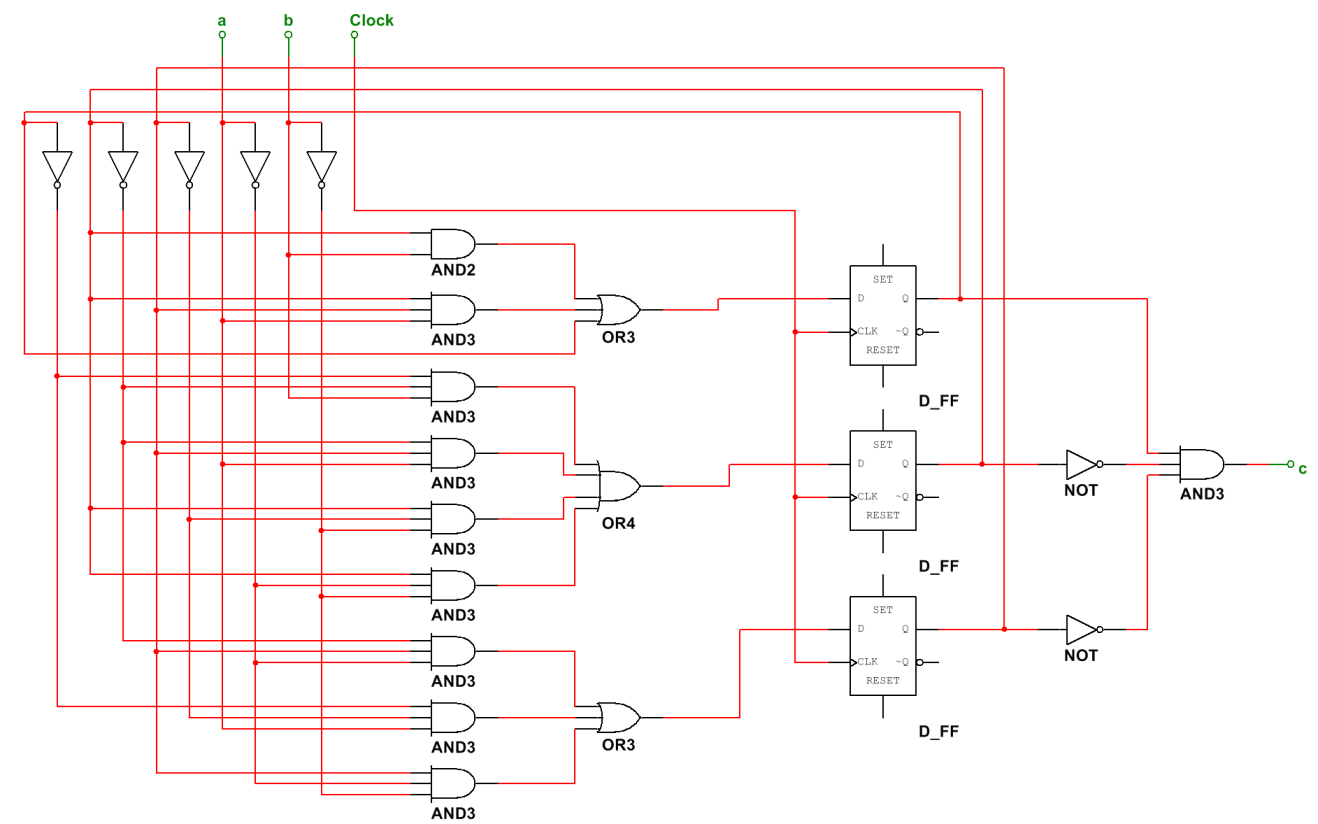 a b Clock
AND2
AND3
OR3
SET
D Q
CLK ~Q
RESET
D_FF
AND3
AND3
AND3
AND3
OR4
SET
D Q
CLK ~Q
RESET
D_FF
NOT
AND3
c
AND3
AND3
AND3
OR3
SET
D Q
CLK ~Q
RESET
D_FF
NOT